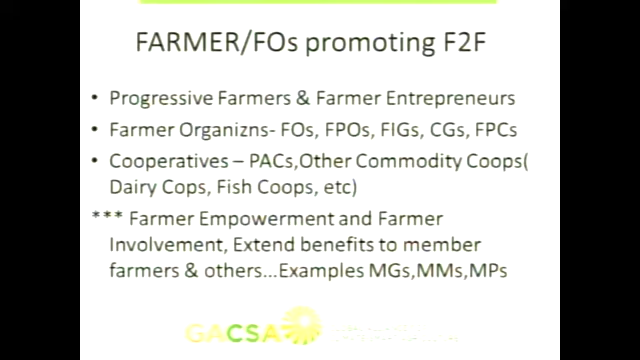 FARMER/FOs promoting F2F
• Progressive Farmers & Farmer Entrepreneurs
• Farmer Organizns- FOs, FPOs, FIGs, CGs, FPCs
• Cooperatives – PACs,Other Commodity Coops(
Dairy Cops, Fish Coops, etc)
*** Farmer Empowerment and Farmer
Involvement, Extend benefits to member
farmers & others...Examples MGs,MMs,MPs
GACSA